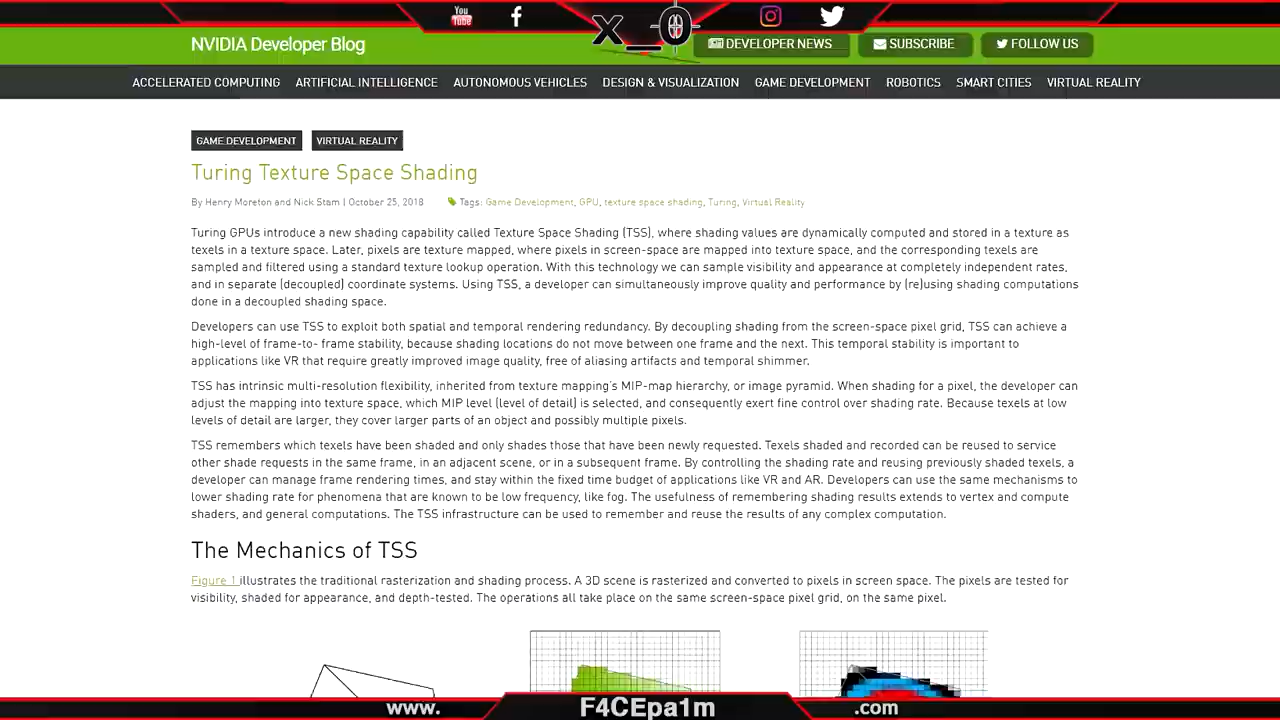 You
Tube
f
X_0
NVIDIA Developer Blog
DEVELOPER NEWS
SUBSCRIBE
FOLLOW US
ACCELERATED COMPUTING
ARTIFICIAL INTELLIGENCE
AUTONOMOUS VEHICLES
DESIGN & VISUALIZATION
GAME DEVELOPMENT
ROBOTICS
SMART CITIES
VIRTUAL REALITY
GAME DEVELOPMENT
VIRTUAL REALITY
Turing Texture Space Shading
By Henry Moreton and Nick Stam | October 25, 2018
Tags: Game Development, GPU, texture space shading, Turing, Virtual Reality
Turing GPUs introduce a new shading capability called Texture Space Shading (TSS), where shading values are dynamically computed and stored in a texture as
texels in a texture space. Later, pixels are texture mapped, where pixels in screen-space are mapped into texture space, and the corresponding texels are
sampled and filtered using a standard texture lookup operation. With this technology we can sample visibility and appearance at completely independent rates,
and in separate (decoupled) coordinate systems. Using TSS, a developer can simultaneously improve quality and performance by (re)using shading computations
done in a decoupled shading space.
Developers can use TSS to exploit both spatial and temporal rendering redundancy. By decoupling shading from the screen-space pixel grid, TSS can achieve a
high-level of frame-to- frame stability, because shading locations do not move between one frame and the next. This temporal stability is important to
applications like VR that require greatly improved image quality, free of aliasing artifacts and temporal shimmer.
TSS has intrinsic multi-resolution flexibility, inherited from texture mapping's MIP-map hierarchy, or image pyramid. When shading for a pixel, the developer can
adjust the mapping into texture space, which MIP level (level of detail) is selected, and consequently exert fine control over shading rate. Because texels at low
levels of detail are larger, they cover larger parts of an object and possibly multiple pixels.
TSS remembers which texels have been shaded and only shades those that have been newly requested. Texels shaded and recorded can be reused to service
other shade requests in the same frame, in an adjacent scene, or in a subsequent frame. By controlling the shading rate and reusing previously shaded texels, a
developer can manage frame rendering times, and stay within the fixed time budget of applications like VR and AR. Developers can use the same mechanisms to
lower shading rate for phenomena that are known to be low frequency, like fog. The usefulness of remembering shading results extends to vertex and compute
shaders, and general computations. The TSS infrastructure can be used to remember and reuse the results of any complex computation.
The Mechanics of TSS
Figure 1 illustrates the traditional rasterization and shading process. A 3D scene is rasterized and converted to pixels in screen space. The pixels are tested for
visibility, shaded for appearance, and depth-tested. The operations all take place on the same screen-space pixel grid, on the same pixel.
www.
F4CEpa1m
.com